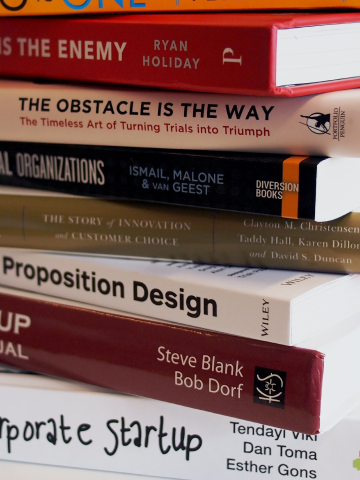 IS THE ENEMY
RYAN
HOLIDAY
P
THE OBSTACLE IS THE WAY
The Timeless Art of Turning Trials into Triumph
PORTFOLIO
PENGUIN
AL ORGANIZATIONS
ISMAIL, MALONE
& VAN GEEST
DIVERSION
BOOKS
THE STORY of INNOVATION
and CUSTOMER CHOICE
Clayton M. Christensen
Taddy Hall, Karen Dillon
and David S. Duncan
Proposition Design
WILEY
UP
UAL
Steve Blank
Bob Dorf
K&S
rporate Startup
Tendayi Viki
Dan Toma
Esther Gons